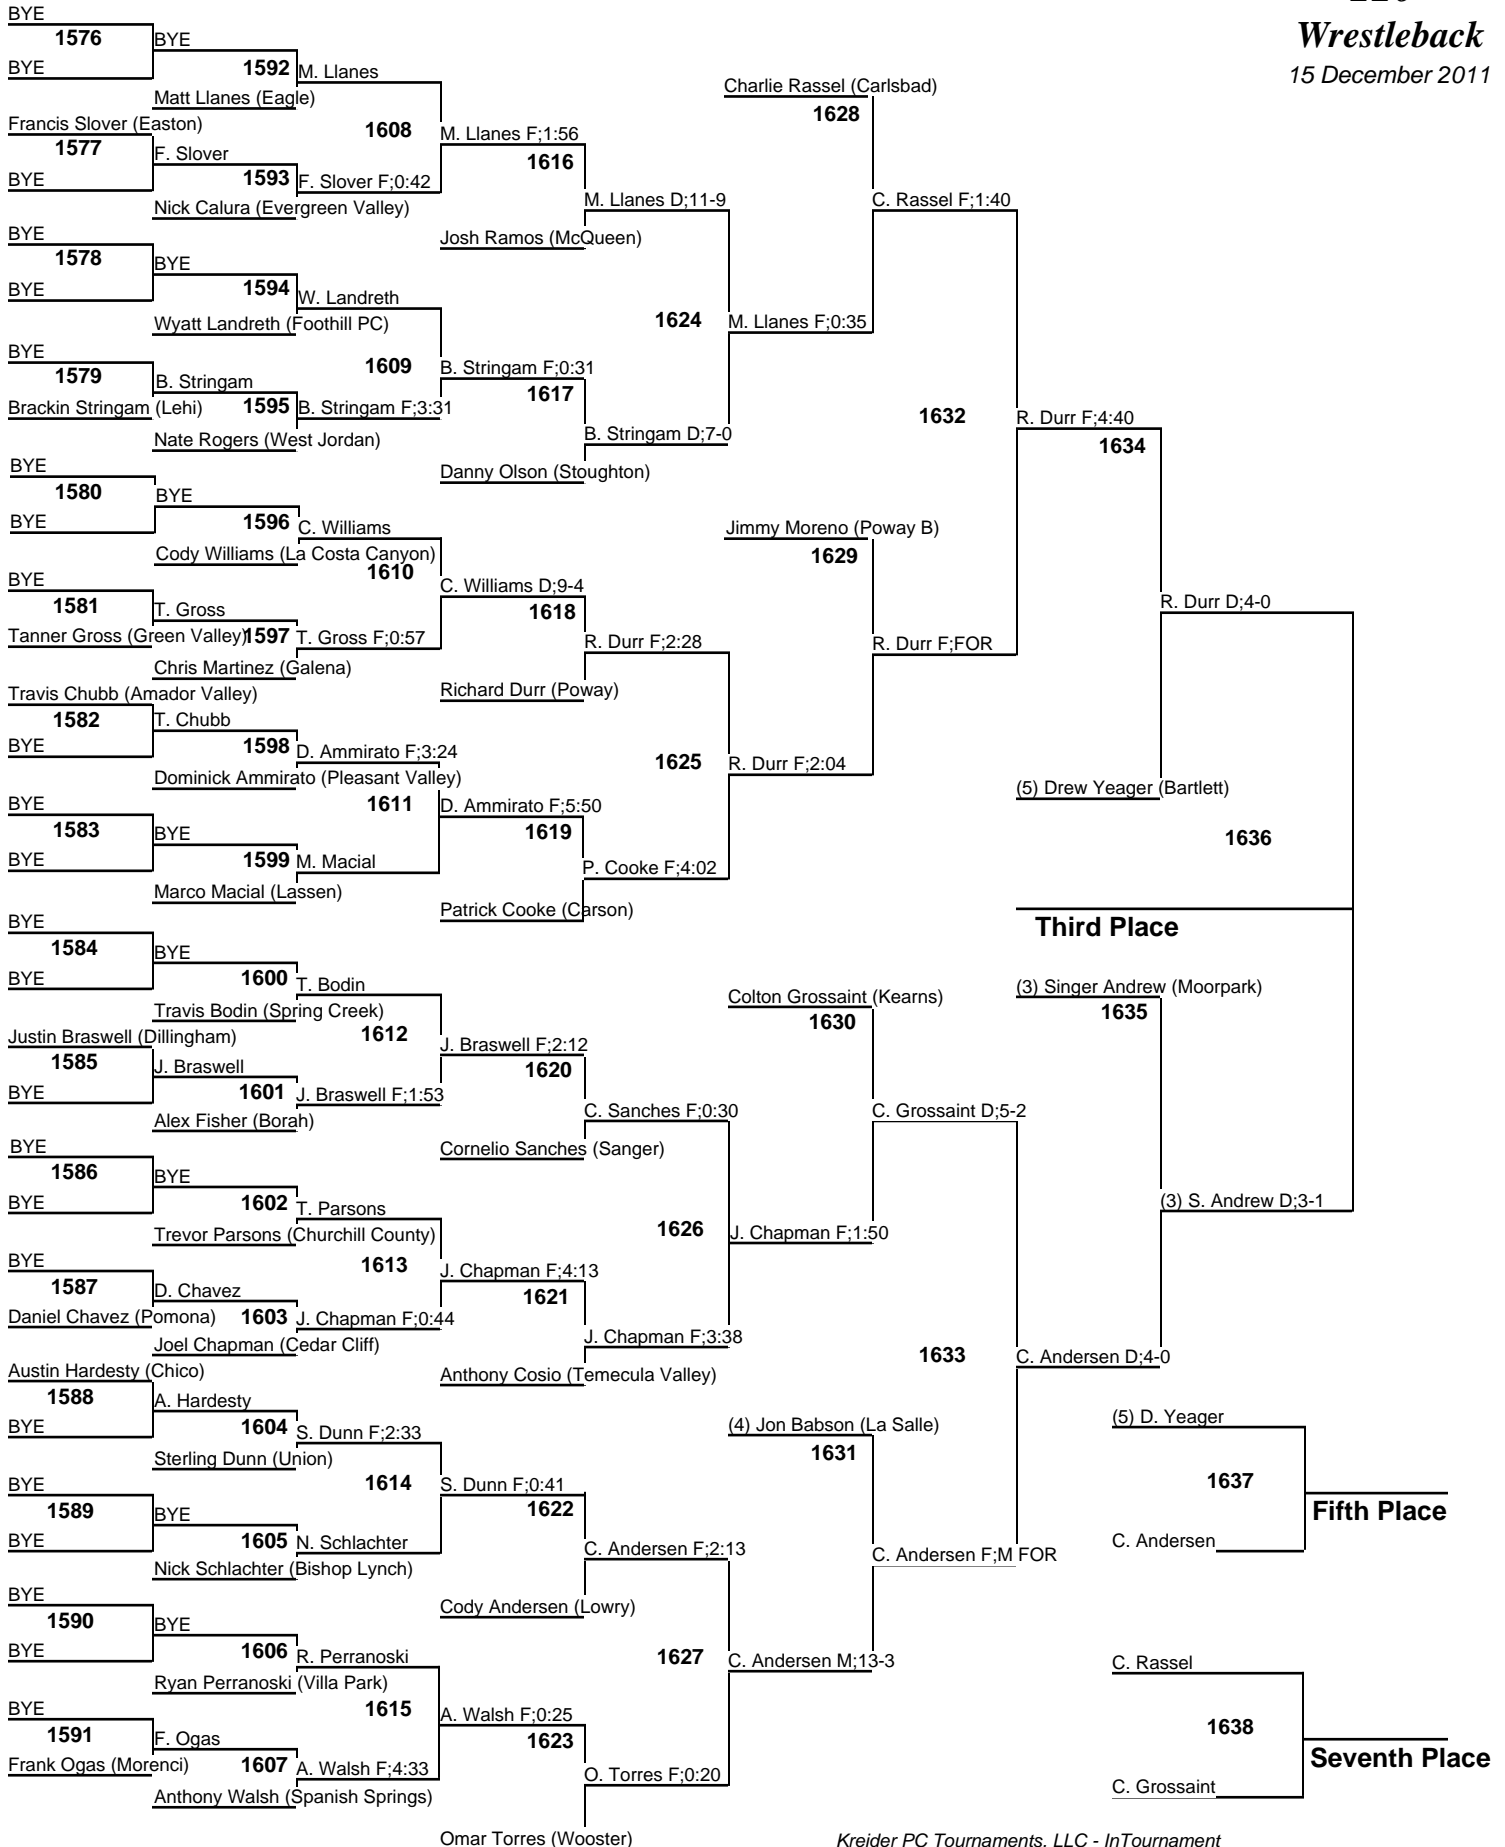 Wrestleback
15 December 2011
BYE
1576
BYE
BYE
1592
M. Llanes
Matt Llanes (Eagle)
Francis Slover (Easton)
1577
BYE
F. Slover
1593
F. Slover F;0:42
Nick Calura (Evergreen Valley)
1608
M. Llanes F;1:56
1616
M. Llanes D;11-9
Josh Ramos (McQueen)
BYE
1578
BYE
BYE
1594
W. Landreth
Wyatt Landreth (Foothill PC)
BYE
1579
Brackin Stringam (Lehi)
B. Stringam
1595
B. Stringam F;3:31
Nate Rogers (West Jordan)
1609
B. Stringam F;0:31
1617
B. Stringam D;7-0
Danny Olson (Stoughton)
1624
M. Llanes F;0:35
Charlie Rassel (Carlsbad)
1628
C. Rassel F;1:40
BYE
1580
BYE
BYE
1596
C. Williams
Cody Williams (La Costa Canyon)
BYE
1581
Tanner Gross (Green Valley)
T. Gross
1597
T. Gross F;0:57
Chris Martinez (Galena)
1610
C. Williams D;9-4
1618
R. Durr F;2:28
Richard Durr (Poway)
Travis Chubb (Amador Valley)
1582
BYE
T. Chubb
1598
D. Ammirato F;3:24
Dominick Ammirato (Pleasant Valley)
BYE
1583
BYE
BYE
1599
M. Macial
Marco Macial (Lassen)
1611
D. Ammirato F;5:50
1619
P. Cooke F;4:02
Patrick Cooke (Carson)
1625
R. Durr F;2:04
Jimmy Moreno (Poway B)
1629
R. Durr F;FOR
1632
R. Durr F;4:40
1634
R. Durr D;4-0
(5) Drew Yeager (Bartlett)
1636
Third Place
BYE
1584
BYE
BYE
1600
T. Bodin
Travis Bodin (Spring Creek)
Justin Braswell (Dillingham)
1585
BYE
J. Braswell
1601
J. Braswell F;1:53
Alex Fisher (Borah)
1612
J. Braswell F;2:12
1620
C. Sanches F;0:30
Cornelio Sanches (Sanger)
BYE
1586
BYE
BYE
1602
T. Parsons
Trevor Parsons (Churchill County)
BYE
1587
Daniel Chavez (Pomona)
D. Chavez
1603
J. Chapman F;0:44
Joel Chapman (Cedar Cliff)
1613
J. Chapman F;4:13
1621
J. Chapman F;3:38
Anthony Cosio (Temecula Valley)
1626
J. Chapman F;1:50
Colton Grossaint (Kearns)
1630
C. Grossaint D;5-2
Austin Hardesty (Chico)
1588
BYE
A. Hardesty
1604
S. Dunn F;2:33
Sterling Dunn (Union)
BYE
1589
BYE
BYE
1605
N. Schlachter
Nick Schlachter (Bishop Lynch)
1614
S. Dunn F;0:41
1622
C. Andersen F;2:13
Cody Andersen (Lowry)
BYE
1590
BYE
BYE
1606
R. Perranoski
Ryan Perranoski (Villa Park)
BYE
1591
Frank Ogas (Morenci)
F. Ogas
1607
A. Walsh F;4:33
Anthony Walsh (Spanish Springs)
1615
A. Walsh F;0:25
1623
O. Torres F;0:20
Omar Torres (Wooster)
1627
C. Andersen M;13-3
(4) Jon Babson (La Salle)
1631
C. Andersen F;M FOR
1633
C. Andersen D;4-0
(3) Singer Andrew (Moorpark)
1635
(3) S. Andrew D;3-1
(5) D. Yeager
1637
C. Andersen
Fifth Place
C. Rassel
1638
C. Grossaint
Seventh Place
Kreider PC Tournaments, LLC - InTournament